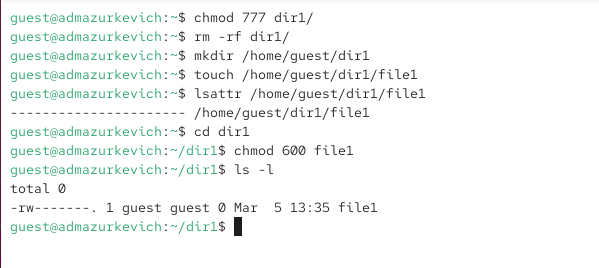 guest@admazurkevich:~$ chmod 777 dir1/
guest@admazurkevich:~$ rm -rf dir1/
guest@admazurkevich:~$ mkdir /home/guest/dir1
guest@admazurkevich:~$ touch /home/guest/dir1/file1
guest@admazurkevich:~$ lsattr /home/guest/dir1/file1
---------------------- /home/guest/dir1/file1
guest@admazurkevich:~$ cd dir1
guest@admazurkevich:~/dir1$ chmod 600 file1
guest@admazurkevich:~/dir1$ ls -l
total 0
-rw-------. 1 guest guest 0 Mar  5 13:35 file1
guest@admazurkevich:~/dir1$